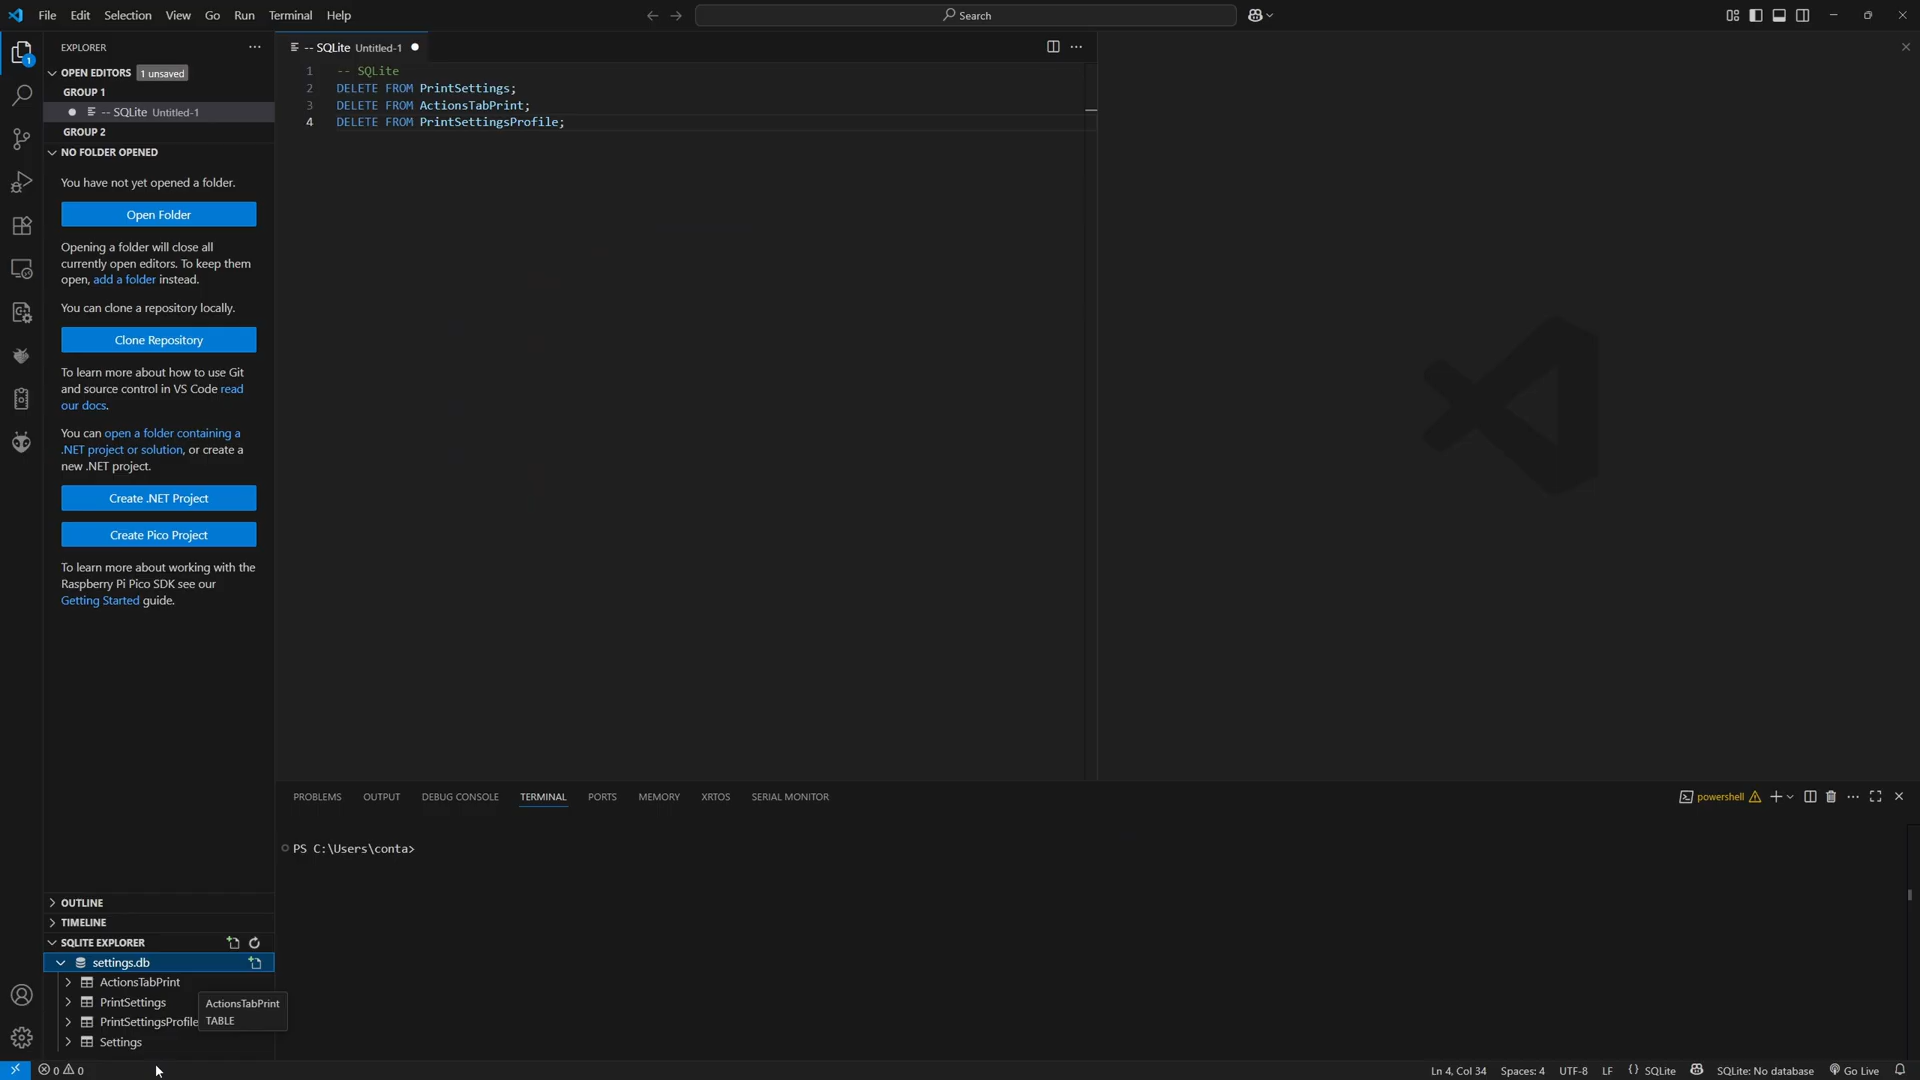 File Edit Selection View Go Run Terminal Help
Search
EXPLORER
OPEN EDITORS 1 unsaved
GROUP 1
-- SQLite Untitled-1
GROUP 2
NO FOLDER OPENED
You have not yet opened a folder.
Open Folder
Opening a folder will close all
currently open editors. To keep them
open, add a folder instead.
You can clone a repository locally.
Clone Repository
To learn more about how to use Git
and source control in VS Code read
our docs.
You can open a folder containing a
.NET project or solution, or create a
new .NET project.
Create .NET Project
Create Pico Project
To learn more about working with the
Raspberry Pi Pico SDK see our
Getting Started guide.
OUTLINE
TIMELINE
SQLITE EXPLORER
settings.db
ActionsTabPrint
PrintSettings
PrintSettingsProfile
Settings
ActionsTabPrint
TABLE
-- SQLite Untitled-1
1 -- SQLite
2 DELETE FROM PrintSettings;
3 DELETE FROM ActionsTabPrint;
4 DELETE FROM PrintSettingsProfile;
PROBLEMS OUTPUT DEBUG CONSOLE TERMINAL PORTS MEMORY XRTOS SERIAL MONITOR
powershell
PS C:\Users\conta>
0 0
Ln 4, Col 34 Spaces: 4 UTF-8 LF {} SQLite SQLite: No database Go Live
1